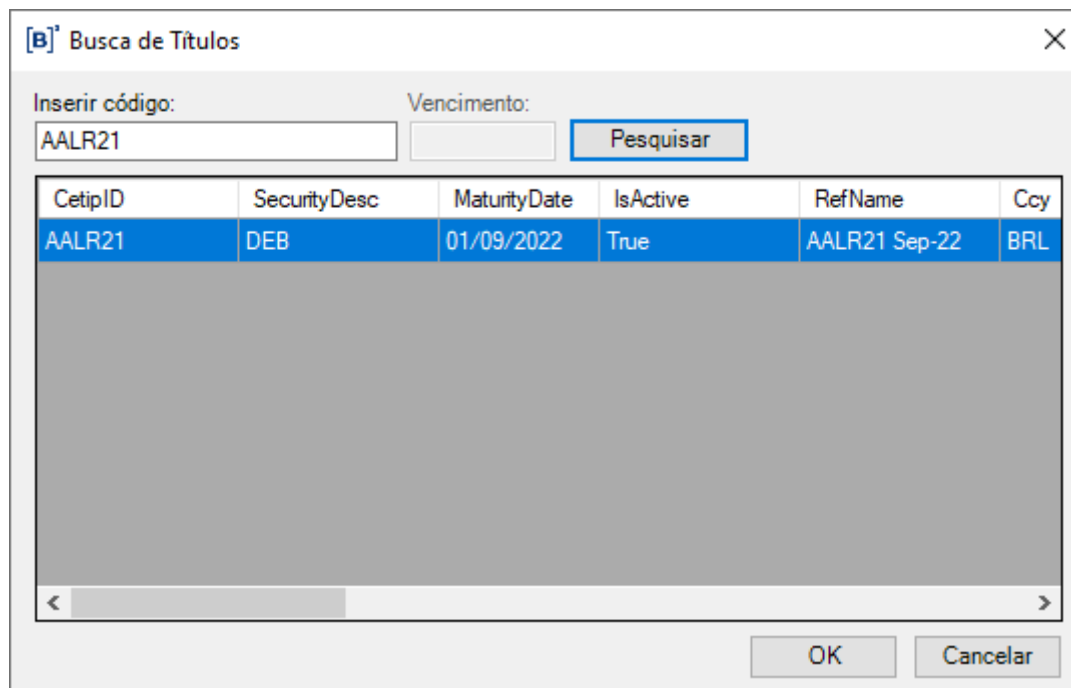 [B]³ Busca de Títulos
Inserir código: Vencimento:
AALR21 Pesquisar
CetipID SecurityDesc MaturityDate IsActive RefName Ccy
AALR21 DEB 01/09/2022 True AALR21 Sep-22 BRL
OK Cancelar